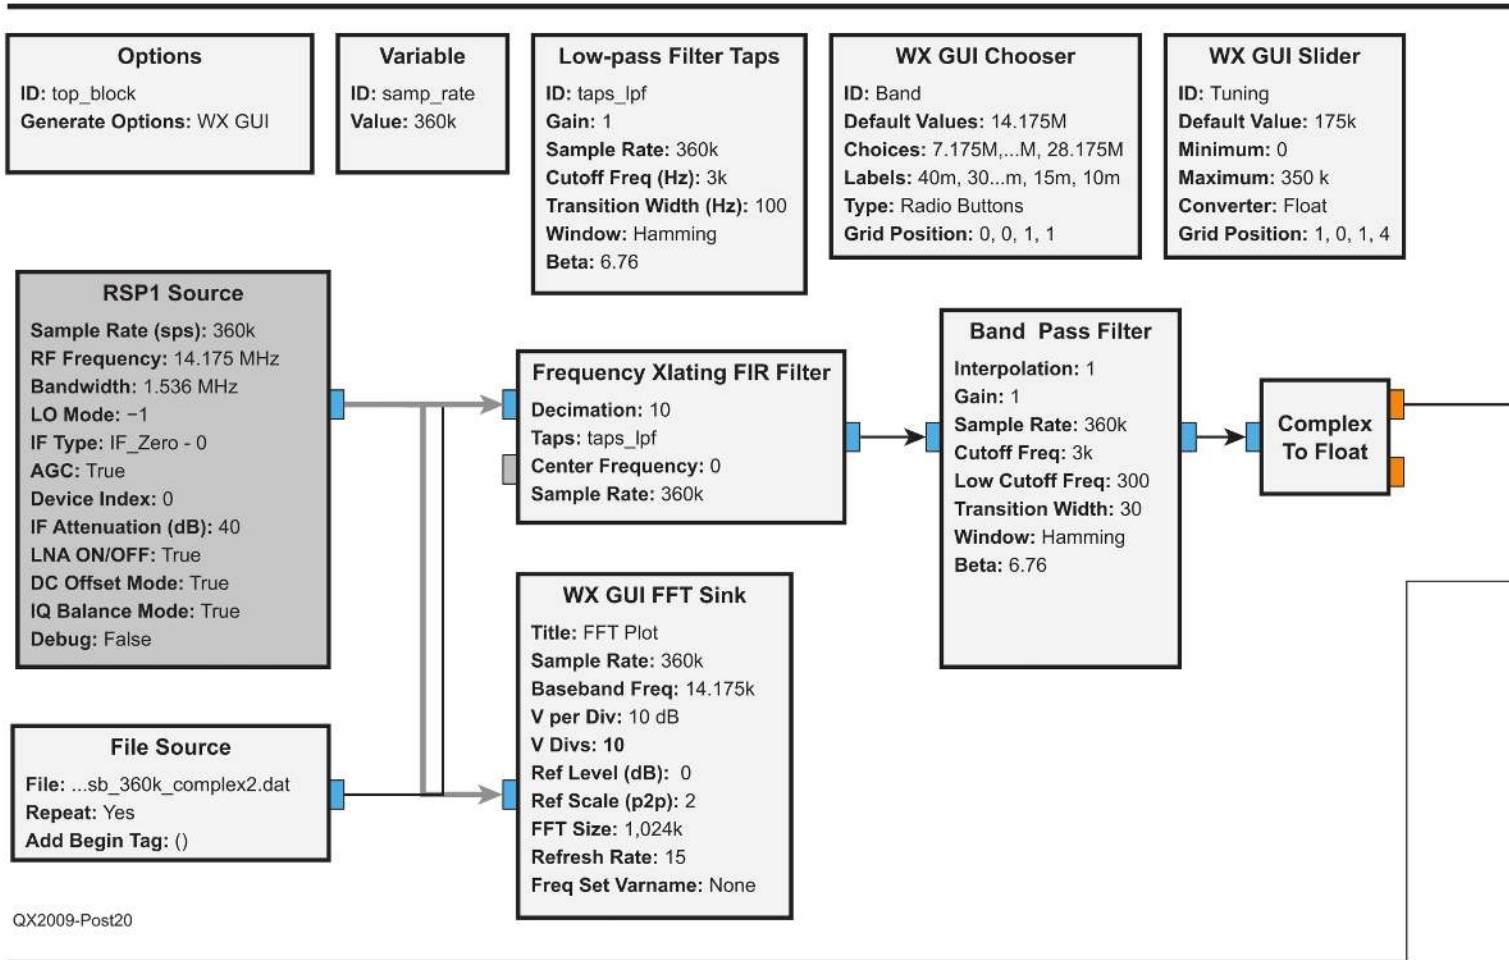 Options
ID: top_block
Generate Options: WX GUI
Variable
ID: samp_rate
Value: 360k
Low-pass Filter Taps
ID: taps_lpf
Gain: 1
Sample Rate: 360k
Cutoff Freq (Hz): 3k
Transition Width (Hz): 100
Window: Hamming
Beta: 6.76
WX GUI Chooser
ID: Band
Default Values: 14.175M
Choices: 7.175M,...M, 28.175M
Labels: 40m, 30...m, 15m, 10m
Type: Radio Buttons
Grid Position: 0, 0, 1, 1
WX GUI Slider
ID: Tuning
Default Value: 175k
Minimum: 0
Maximum: 350 k
Converter: Float
Grid Position: 1, 0, 1, 4
RSP1 Source
Sample Rate (sps): 360k
RF Frequency: 14.175 MHz
Bandwidth: 1.536 MHz
LO Mode: −1
IF Type: IF_Zero - 0
AGC: True
Device Index: 0
IF Attenuation (dB): 40
LNA ON/OFF: True
DC Offset Mode: True
IQ Balance Mode: True
Debug: False
Frequency Xlating FIR Filter
Decimation: 10
Taps: taps_lpf
Center Frequency: 0
Sample Rate: 360k
Band Pass Filter
Interpolation: 1
Gain: 1
Sample Rate: 360k
Cutoff Freq: 3k
Low Cutoff Freq: 300
Transition Width: 30
Window: Hamming
Beta: 6.76
Complex
To Float
WX GUI FFT Sink
Title: FFT Plot
Sample Rate: 360k
Baseband Freq: 14.175k
V per Div: 10 dB
V Divs: 10
Ref Level (dB): 0
Ref Scale (p2p): 2
FFT Size: 1,024k
Refresh Rate: 15
Freq Set Varname: None
File Source
File: ...sb_360k_complex2.dat
Repeat: Yes
Add Begin Tag: ()
QX2009-Post20